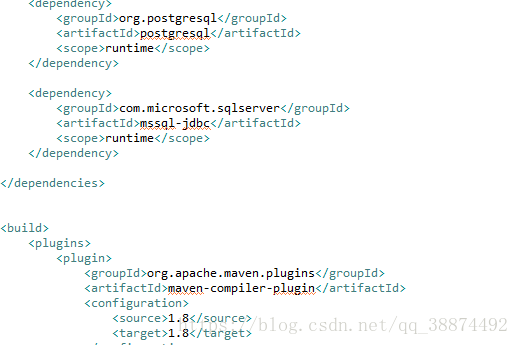 <dependency>
<groupId>org.postgresql</groupId>
<artifactId>postgresql</artifactId>
<scope>runtime</scope>
</dependency>
<dependency>
<groupId>com.microsoft.sqlserver</groupId>
<artifactId>mssql-jdbc</artifactId>
<scope>runtime</scope>
</dependency>
</dependencies>
<build>
<plugins>
<plugin>
<groupId>org.apache.maven.plugins</groupId>
<artifactId>maven-compiler-plugin</artifactId>
<configuration>
<source>1.8</source>
<target>1.8</target>
https://blog.csdn.net/qq_38874492